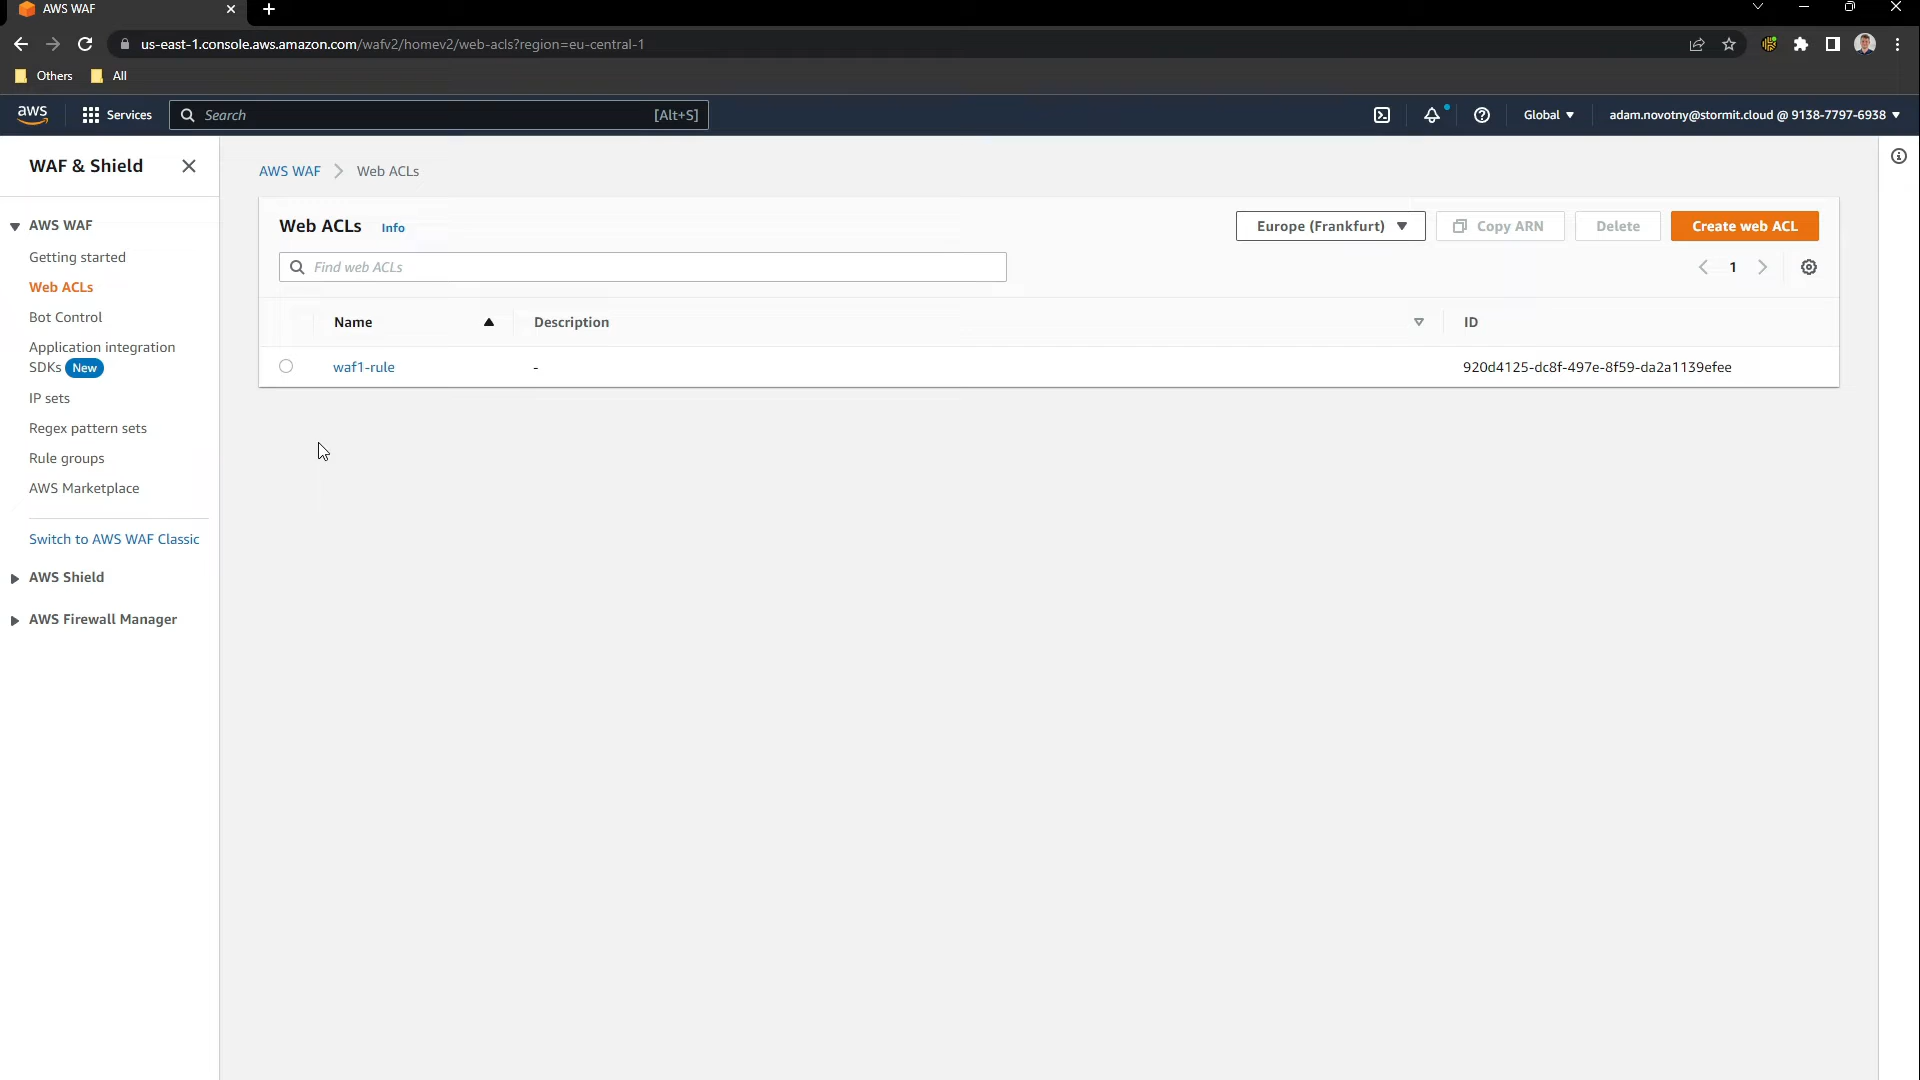 AWS WAF
us-east-1.console.aws.amazon.com/wafv2/homev2/web-acls?region=eu-central-1
Others All
aws Services Search [Alt+S] Global adam.novotny@stormit.cloud @ 9138-7797-6938
WAF & Shield
AWS WAF
Getting started
Web ACLs
Bot Control
Application integration
SDKs New
IP sets
Regex pattern sets
Rule groups
AWS Marketplace
Switch to AWS WAF Classic
AWS Shield
AWS Firewall Manager
AWS WAF Web ACLs
Web ACLs Info Europe (Frankfurt) Copy ARN Delete Create web ACL
Find web ACLs 1
Name Description ID
waf1-rule - 920d4125-dc8f-497e-8f59-da2a1139efee